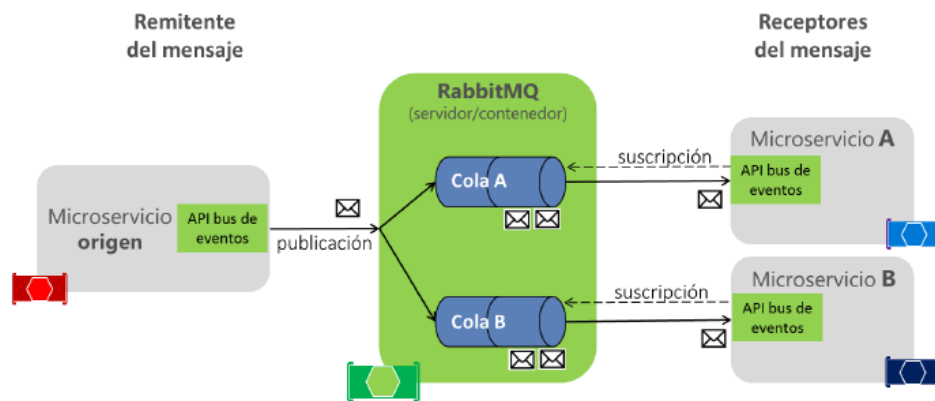 Remitente
del mensaje
Receptores
del mensaje
RabbitMQ
(servidor/contenedor)
Microservicio
origen
API bus de
eventos
publicación
Cola A
Cola B
suscripción
Microservicio A
API bus de
eventos
suscripción
Microservicio B
API bus de
eventos